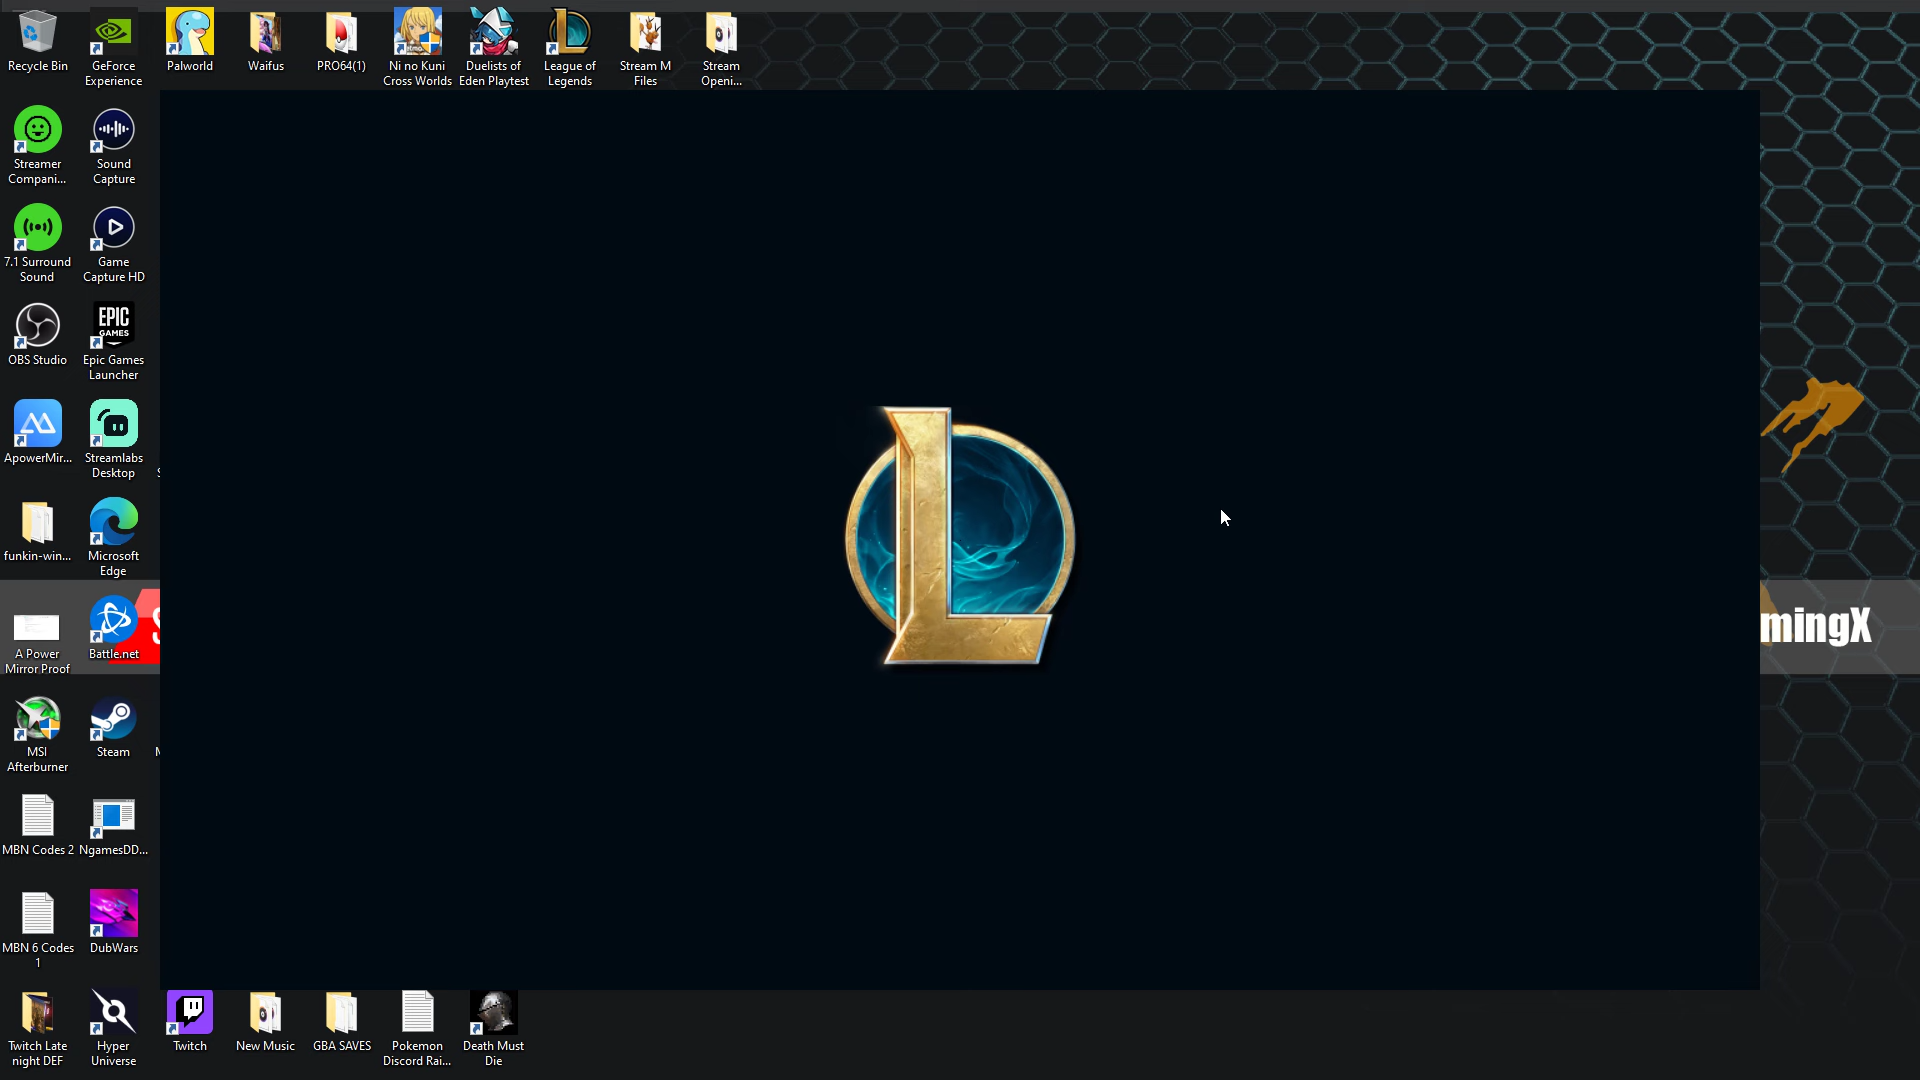 Recycle Bin
GeForce
Experience
Palworld
Waifus
PRO64(1)
Ni no Kuni
Cross Worlds
Duelists of
Eden Playtest
League of
Legends
Stream M
Files
Stream
Openi...
Streamer
Compani...
Sound
Capture
7.1 Surround
Sound
Game
Capture HD
OBS Studio
EPIC
GAMES
Epic Games
Launcher
ApowerMir...
Streamlabs
Desktop
funkin-win...
Microsoft
Edge
A Power
Mirror Proof
Battle.net
mingX
MSI
Afterburner
Steam
MBN Codes 2
NgamesDD...
MBN 6 Codes
1
DubWars
Twitch Late
night DEF
Hyper
Universe
Twitch
New Music
GBA SAVES
Pokemon
Discord Rai...
Death Must
Die